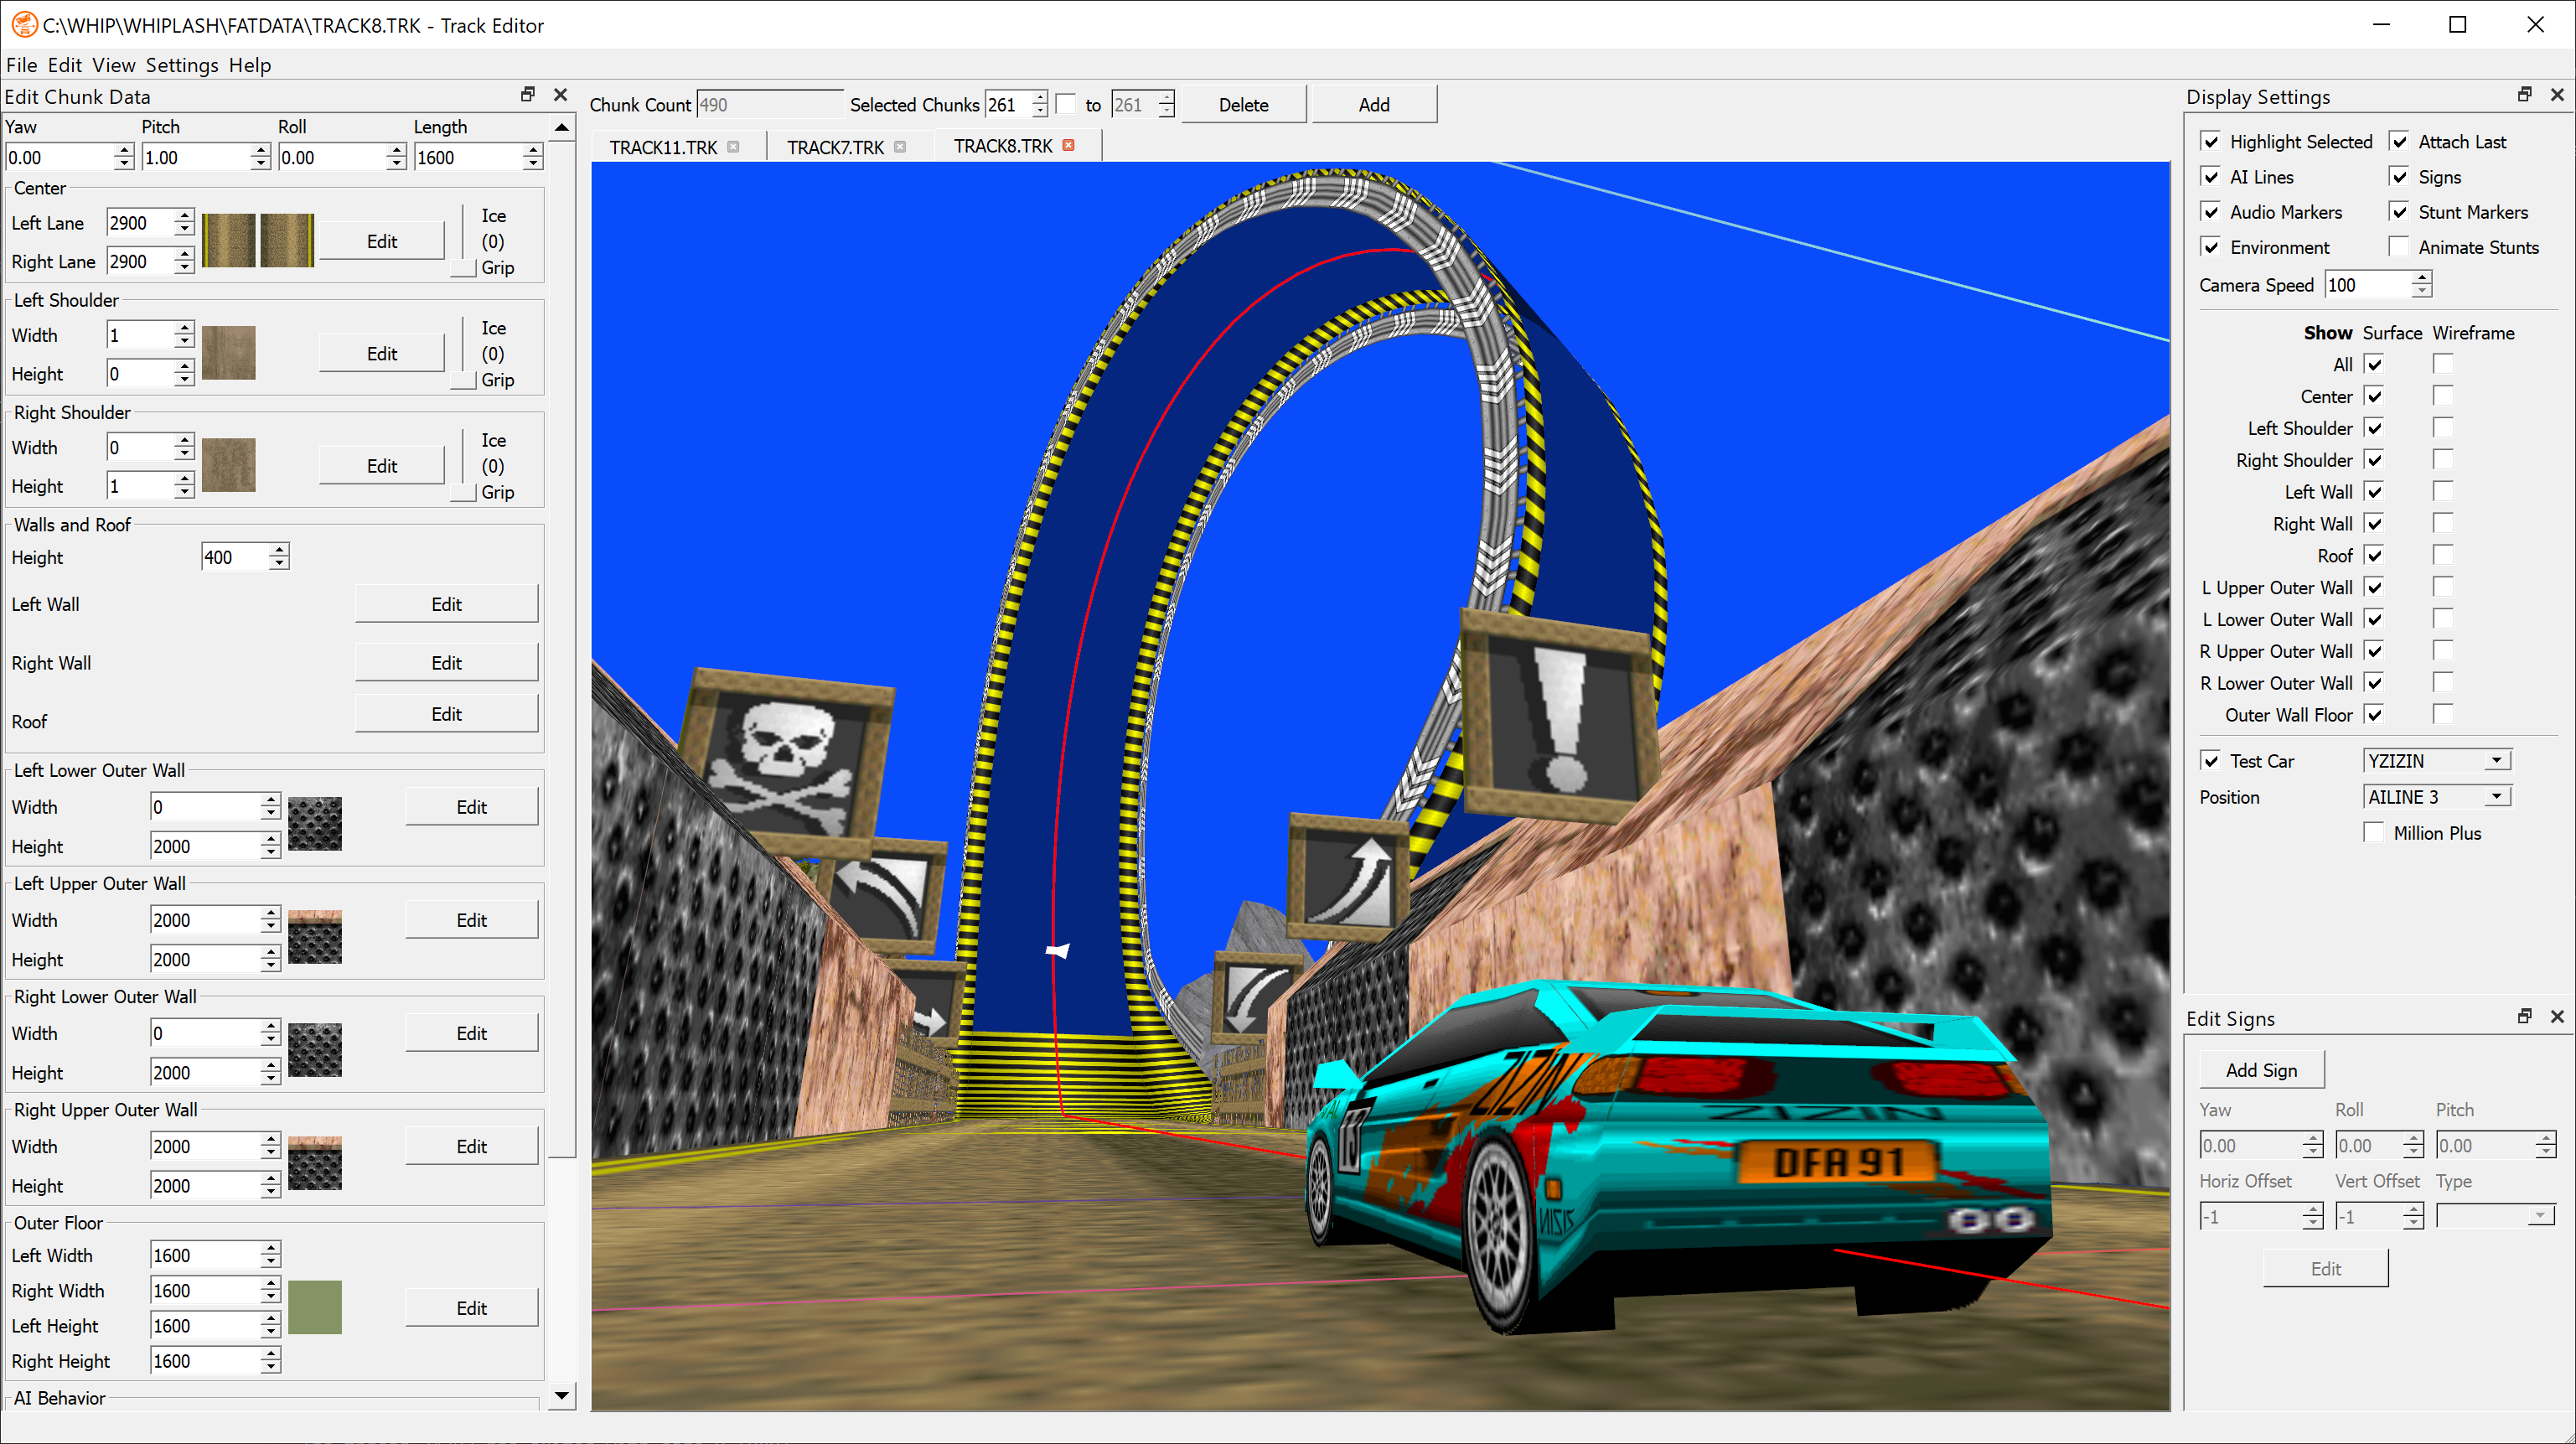 C:\WHIP\WHIPLASH\FATDATA\TRACK8.TRK - Track Editor
File Edit View Settings Help
Edit Chunk Data
Yaw Pitch Roll Length
0.00 1.00 0.00 1600
Center
Left Lane 2900
Right Lane 2900
Edit
Ice
(0)
Grip
Left Shoulder
Width 1
Height 0
Edit
Ice
(0)
Grip
Right Shoulder
Width 0
Height 1
Edit
Ice
(0)
Grip
Walls and Roof
Height 400
Left Wall Edit
Right Wall Edit
Roof Edit
Left Lower Outer Wall
Width 0 Edit
Height 2000
Left Upper Outer Wall
Width 2000 Edit
Height 2000
Right Lower Outer Wall
Width 0 Edit
Height 2000
Right Upper Outer Wall
Width 2000 Edit
Height 2000
Outer Floor
Left Width 1600
Right Width 1600
Left Height 1600
Right Height 1600
Edit
AI Behavior
Chunk Count 490 Selected Chunks 261 to 261 Delete Add
TRACK11.TRK TRACK7.TRK TRACK8.TRK
ZIZIN
13
ZIZIN
DFA 91
ZIZIN
Display Settings
Highlight Selected Attach Last
AI Lines Signs
Audio Markers Stunt Markers
Environment Animate Stunts
Camera Speed 100
Show Surface Wireframe
All
Center
Left Shoulder
Right Shoulder
Left Wall
Right Wall
Roof
L Upper Outer Wall
L Lower Outer Wall
R Upper Outer Wall
R Lower Outer Wall
Outer Wall Floor
Test Car YZIZIN
Position AILINE 3
Million Plus
Edit Signs
Add Sign
Yaw Roll Pitch
0.00 0.00 0.00
Horiz Offset Vert Offset Type
-1 -1
Edit